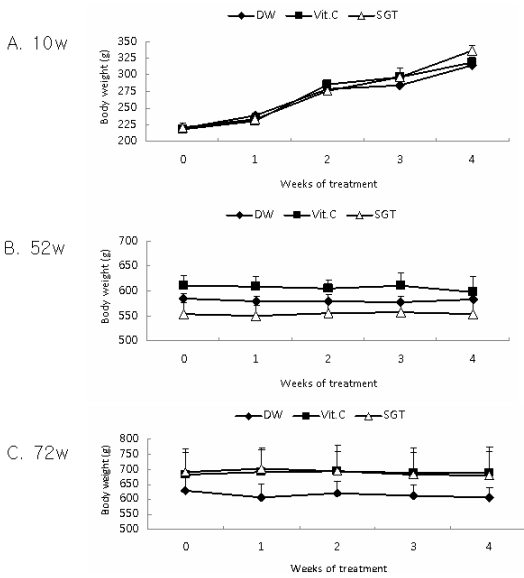 DW Vit.C SGT
A. 10w
Body weight (g)
350
325
300
275
250
225
200
0 1 2 3 4
Weeks of treatment
DW Vit.C SGT
B. 52w
Body weight (g)
700
650
600
550
500
0 1 2 3 4
Weeks of treatment
DW Vit.C SGT
C. 72w
Body weight (g)
800
750
700
650
600
550
500
0 1 2 3 4
Weeks of treatment